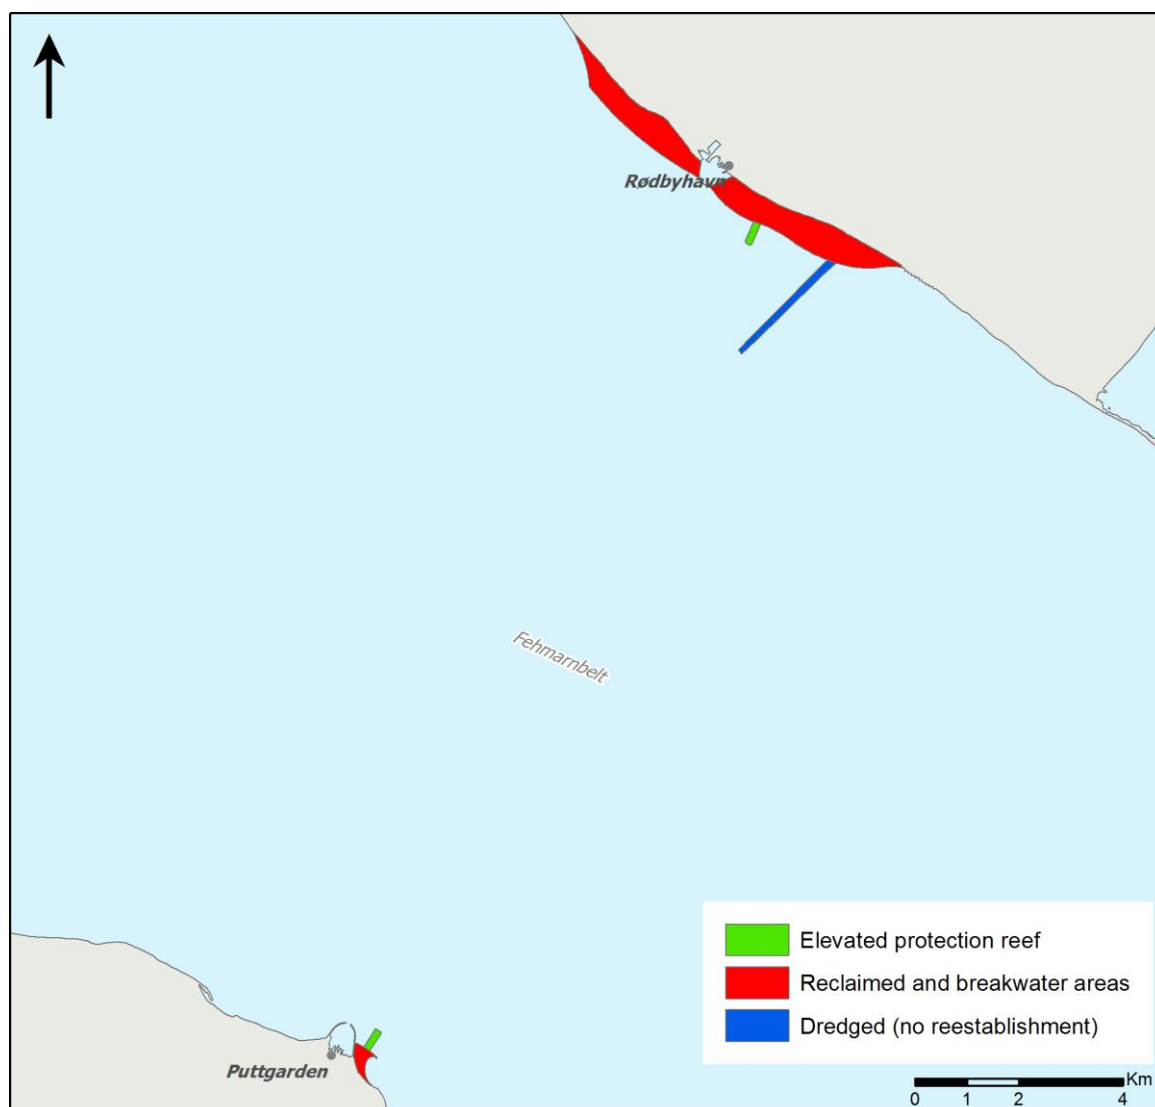 Rødbyhavn
Fehmarnbelt
Elevated protection reef
Reclaimed and breakwater areas
Dredged (no reestablishment)
Puttgarden
Km
0 1 2 4